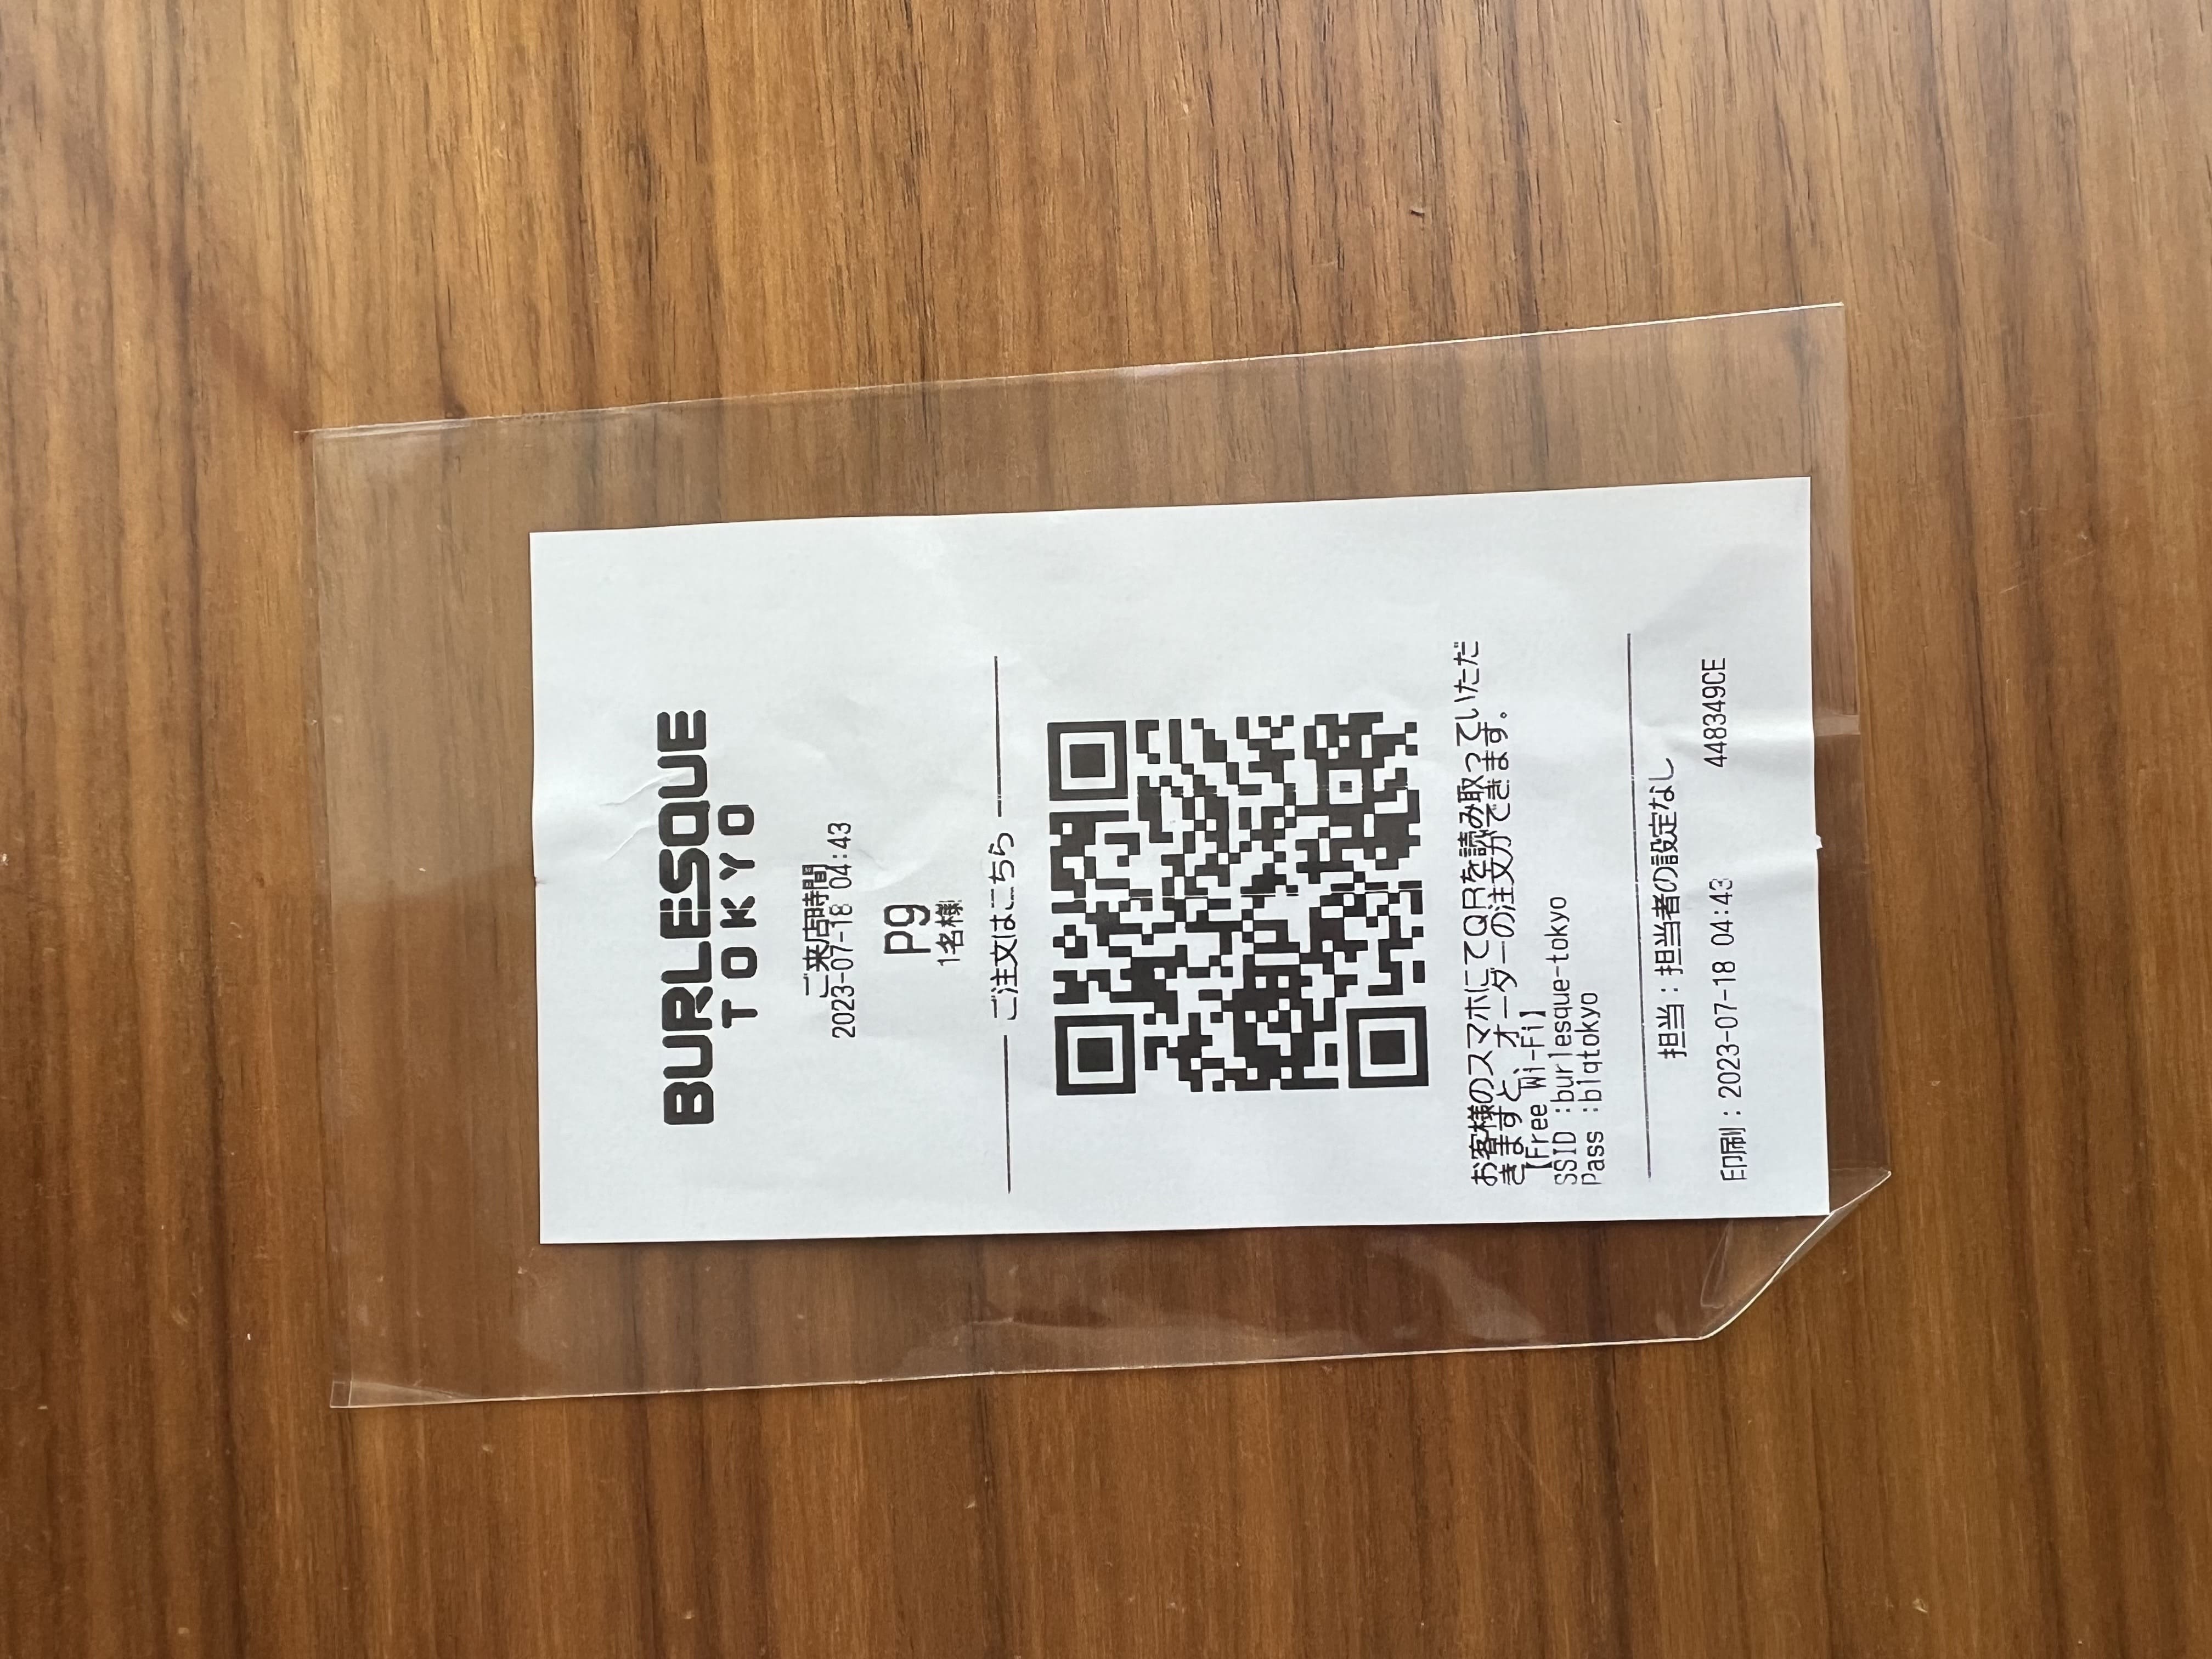 BURLESQUE
TOKYO
ご来店時間
2023-07-18 04:43
P9
1名様
ご注文はこちら
お客様のスマホにてQRを読み取っていただ
きますと、オーダーの注文ができます。
【Free Wi-Fi】
SSID :burlesque-tokyo
Pass :blqtokyo
担当：担当者の設定なし
印刷：2023-07-18 04:43 448349CE